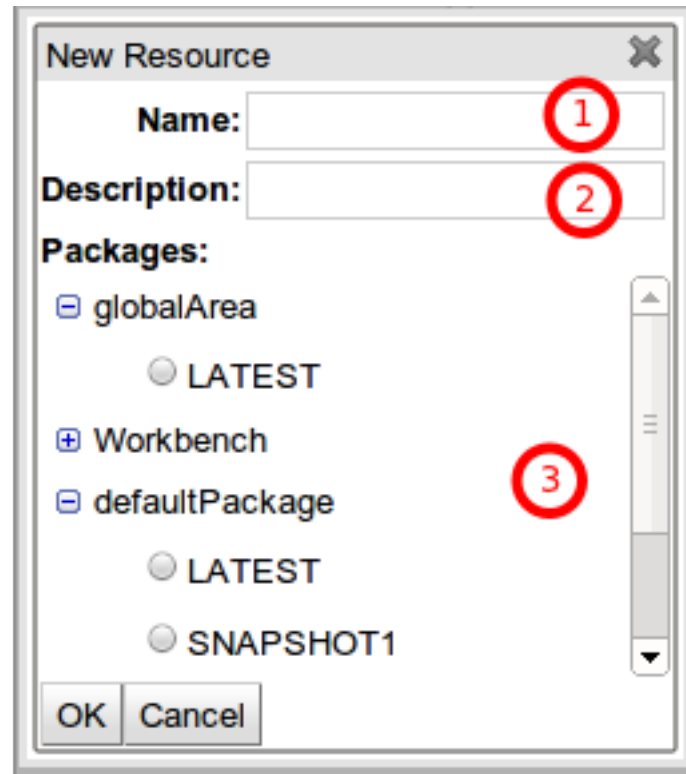 New Resource
Name: 1
Description: 2
Packages:
globalArea
LATEST
Workbench
3
defaultPackage
LATEST
SNAPSHOT1
OK Cancel